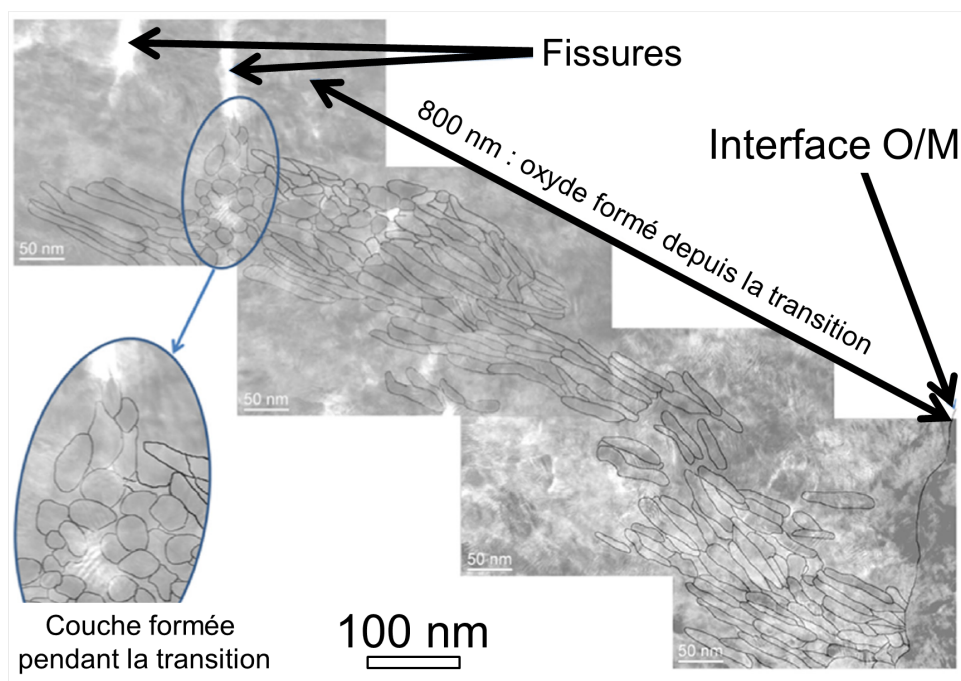 Fissures
800 nm : oxyde formé depuis la transition
Interface O/M
50 nm
50 nm
50 nm
50 nm
Couche formée
pendant la transition
100 nm